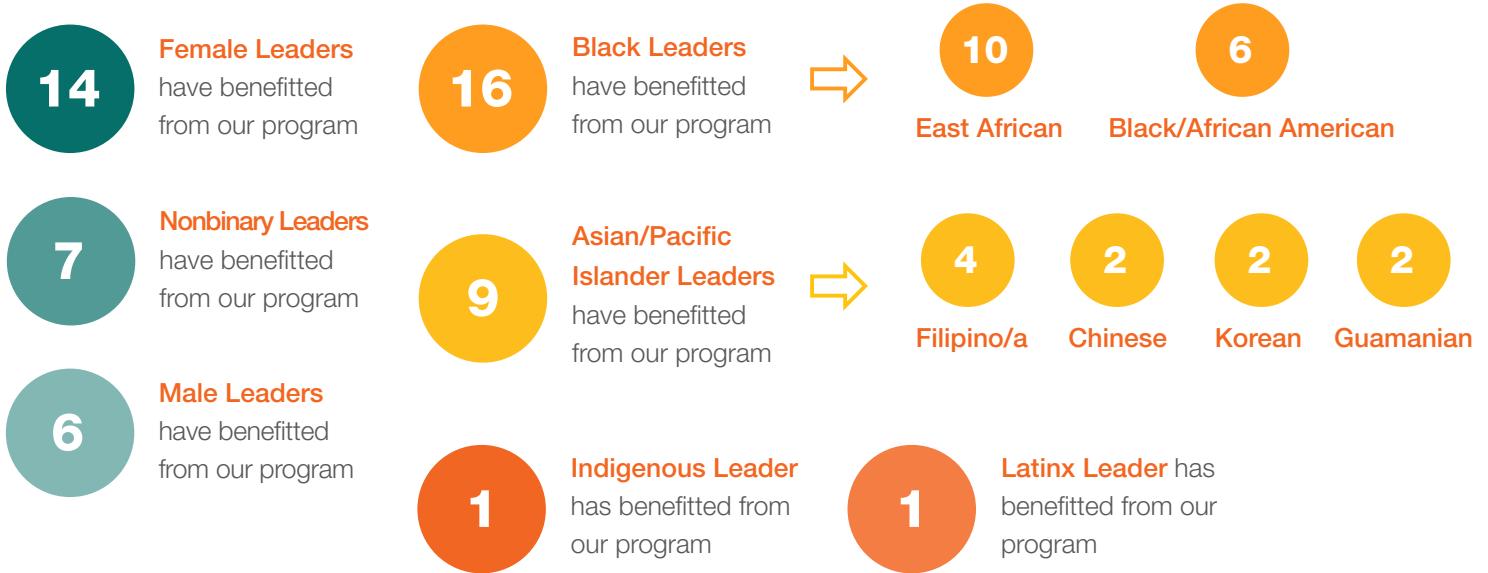 14
Female Leaders
have benefitted
from our program
16
Black Leaders
have benefitted
from our program
10
East African
6
Black/African American
7
Nonbinary Leaders
have benefitted
from our program
9
Asian/Pacific
Islander Leaders
have benefitted
from our program
4
Filipino/a
2
Chinese
2
Korean
2
Guamanian
6
Male Leaders
have benefitted
from our program
1
Indigenous Leader
has benefitted from
our program
1
Latinx Leader has
benefitted from our
program